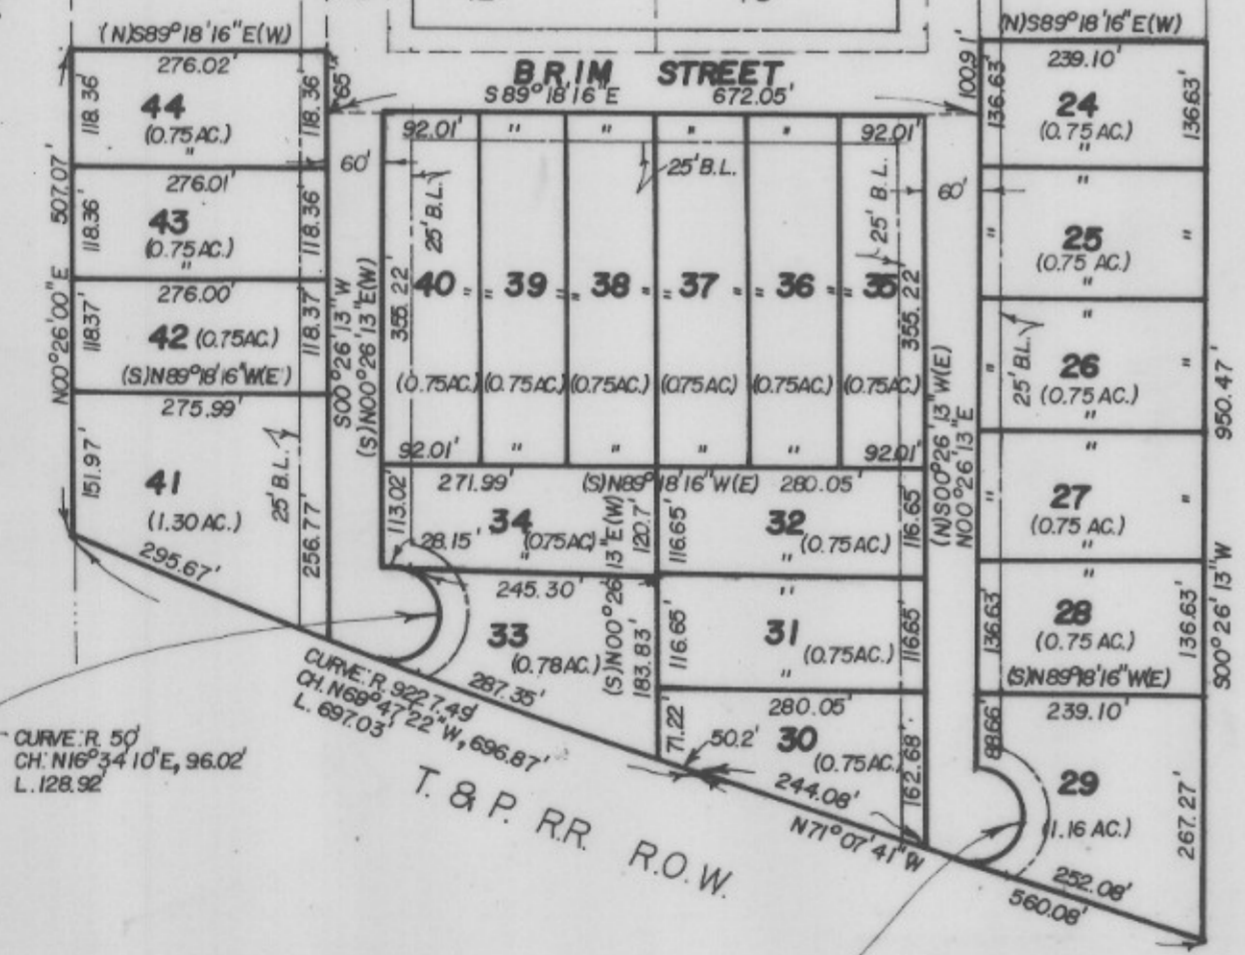 (N)S89°18'16"E(W)
276.02'
118.36'
44
(0.75 AC.)
"
118.36'
65'
BRIM STREET
S89°18'16"E 672.05'
100.91'
(N)S89°18'16"E(W)
239.10'
136.63'
24
(0.75 AC.)
"
136.63'
507.07'
N00°26'00"E
276.01'
118.36'
43
(0.75 AC.)
"
118.36'
276.00'
118.37'
42 (0.75AC.)
118.37'
(S)N89°18'16"W(E)
275.99'
151.97'
41
(1.30 AC.)
25' B.L.
256.77'
295.67'
60'
S00°26'13"W
(S)N00°26'13"E(W)
92.01' " " " " 92.01'
25' B.L.
25' B.L.
25' B.L.
355.22'
40 " " 39 " " 38 " " 37 " " 36 " " 35
355.22
(0.75AC.) (0.75AC.) (0.75AC.) (0.75AC.) (0.75AC.) (0.75AC.)
92.01' " " " " 92.01'
60'
(N)S00°26'13"W(E)
N00°26'13"E
271.99' (S)N89°18'16"W(E) 280.05'
113.02'
34
(0.75AC)
"
28.15'
120.7'
(S)N00°26'13"E(W)
116.65'
32
(0.75AC.)
"
116.65
245.30'
33
(0.78AC.)
183.83'
287.35'
"
116.65'
31
(0.75AC.)
"
116.65'
280.05'
71.22'
50.2'
30
(0.75AC.)
162.68'
244.08'
N71°07'41"W
"
"
25
(0.75 AC.)
"
"
25' B.L.
"
"
26
(0.75 AC.)
"
"
"
"
27
(0.75 AC.)
"
"
950.47'
S00°26'13"W
"
136.63'
28
(0.75 AC.)
136.63'
(S)N89°18'16"W(E)
239.10'
88.66'
29
(1.16 AC.)
267.27'
252.08'
560.08'
CURVE: R. 922.49
CH. N68°47'22"W, 696.87'
L. 697.03'
CURVE: R. 50'
CH: N16°34'10"E, 96.02'
L. 128.92'
T. & P. R.R. R.O.W.